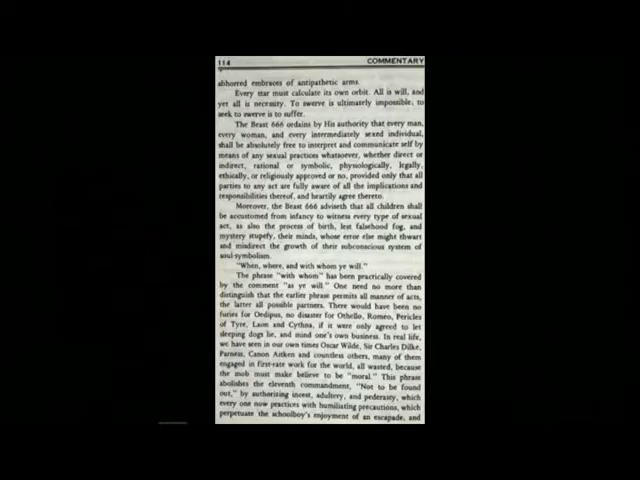 114 COMMENTARY
abhorred embraces of antipathetic arms.
Every star must calculate its own orbit. All is will, and
yet all is necessity. To swerve is ultimately impossible, to
seek to swerve is to suffer.
The Beast 666 ordains by His authority that every man,
every woman, and every intermediately sexed individual,
shall be absolutely free to interpret and communicate self by
means of any sexual practices whatsoever, whether direct or
indirect, rational or symbolic, physiologically, legally,
ethically, or religiously approved or no, provided only that all
parties to any act are fully aware of all the implications and
responsibilities thereof, and heartily agree thereto.
Moreover, the Beast 666 adviseth that all children shall
be accustomed from infancy to witness every type of sexual
act, as also the process of birth, lest falsehood fog, and
mystery stupefy, their minds, whose error else might thwart
and misdirect the growth of their subconscious system of
soul-symbolism.
"When, where, and with whom ye will."
The phrase "with whom" has been practically covered
by the comment "as ye will." One need no more than
distinguish that the earlier phrase permits all manner of acts,
the latter all possible partners. There would have been no
furies for Oedipus, no disaster for Othello, Romeo, Pericles
of Tyre, Laon and Cythna, if it were only agreed to let
sleeping dogs lie, and mind one's own business. In real life,
we have seen in our own times Oscar Wilde, Sir Charles Dilke,
Parness, Canon Aitken and countless others, many of them
engaged in first-rate work for the world, all wasted, because
the mob must make believe to be "moral." This phrase
abolishes the eleventh commandment, "Not to be found
out," by authorising incest, adultery, and pederasty, which
every one now practices with humiliating precautions, which
perpetuate the schoolboy's enjoyment of an escapade, and